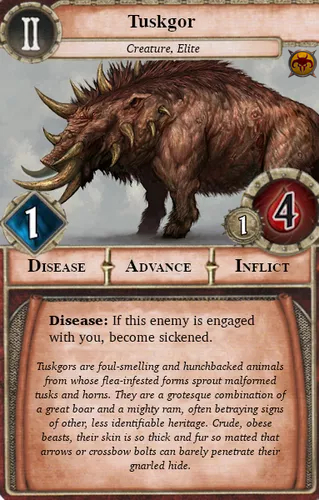 II
Tuskgor
Creature, Elite
1
1
4
DISEASE ADVANCE INFLICT
Disease: If this enemy is engaged
with you, become sickened.
Tuskgors are foul-smelling and hunchbacked animals
from whose flea-infested forms sprout malformed
tusks and horns. They are a grotesque combination of
a great boar and a mighty ram, often betraying signs
of other, less identifiable heritage. Crude, obese
beasts, their skin is so thick and fur so matted that
arrows or crossbow bolts can barely penetrate their
gnarled hide.